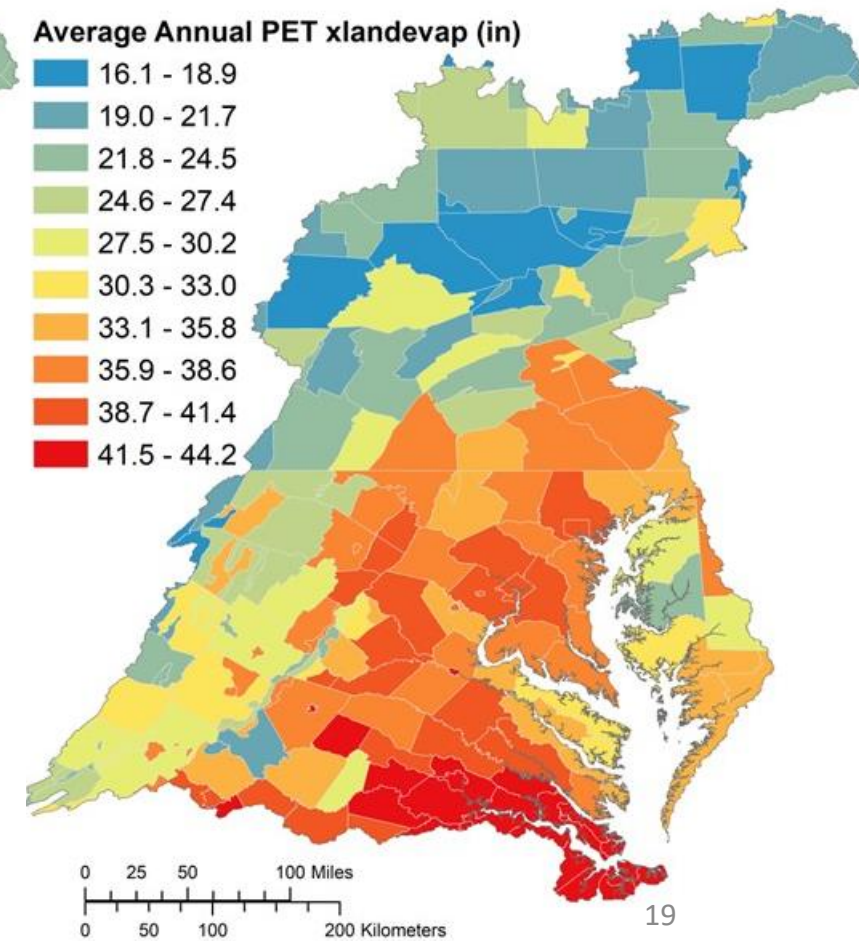 Average Annual PET xlandevap (in)
16.1 - 18.9
19.0 - 21.7
21.8 - 24.5
24.6 - 27.4
27.5 - 30.2
30.3 - 33.0
33.1 - 35.8
35.9 - 38.6
38.7 - 41.4
41.5 - 44.2
0 25 50 100 Miles
0 50 100 200 Kilometers
19